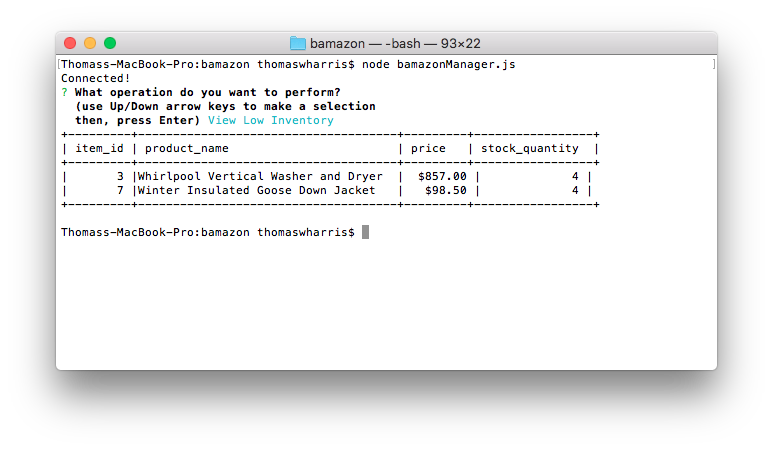 bamazon — -bash — 93×22
[Thomass-MacBook-Pro:bamazon thomaswharris$ node bamazonManager.js ]
Connected!
? What operation do you want to perform?
(use Up/Down arrow keys to make a selection
then, press Enter) View Low Inventory
+---------+--------------------------------------+---------+-----------------+
| item_id | product_name | price | stock_quantity |
+---------+--------------------------------------+---------+-----------------+
| 3 |Whirlpool Vertical Washer and Dryer | $857.00 | 4 |
| 7 |Winter Insulated Goose Down Jacket | $98.50 | 4 |
+---------+--------------------------------------+---------+-----------------+
Thomass-MacBook-Pro:bamazon thomaswharris$